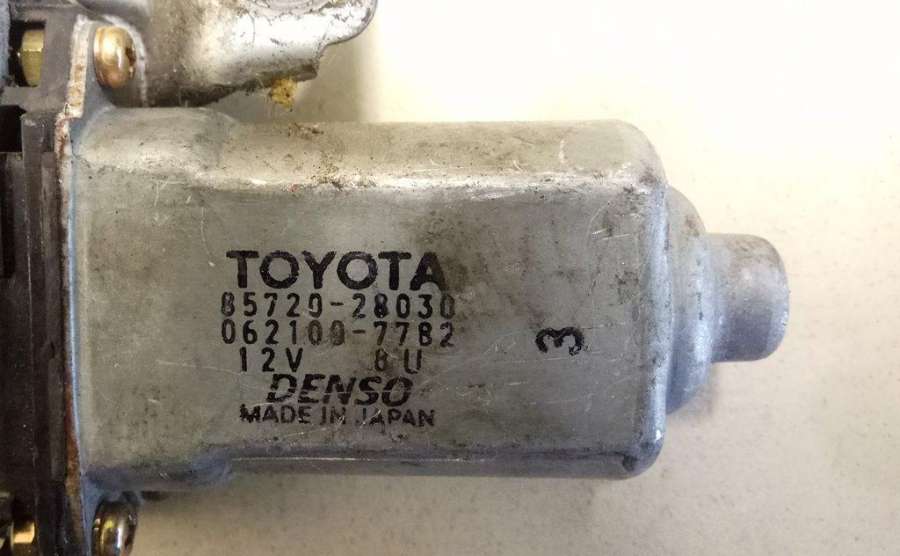 TOYOTA
85720-28030
062100-7782
12V 8U
DENSO
MADE IN JAPAN
3